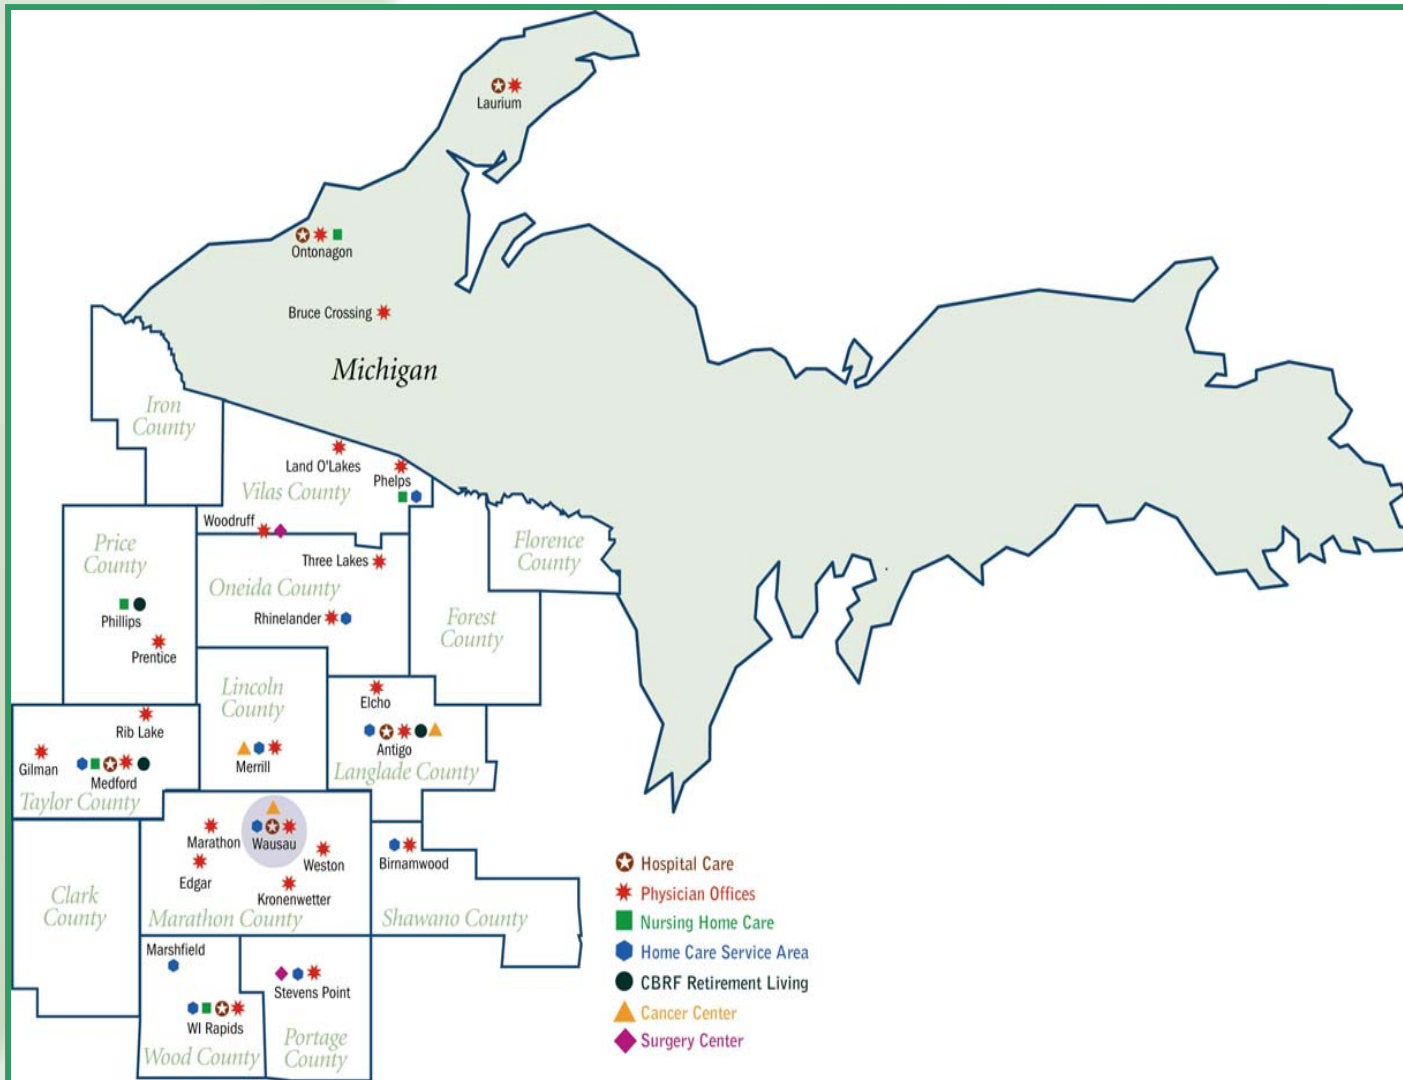 Laurium
Ontonagon
Bruce Crossing
Michigan
Iron
County
Land O'Lakes
Phelps
Vilas County
Woodruff
Price
County
Three Lakes
Florence
County
Oneida County
Phillips
Rhinelander
Forest
County
Prentice
Lincoln
County
Elcho
Rib Lake
Antigo
Gilman
Medford
Merrill
Langlade County
Taylor County
Marathon
Wausau
Weston
Birnamwood
Edgar
Kronenwetter
Clark
County
Marathon County
Shawano County
Marshfield
Stevens Point
WI Rapids
Wood County
Portage
County
Hospital Care
Physician Offices
Nursing Home Care
Home Care Service Area
CBRF Retirement Living
Cancer Center
Surgery Center